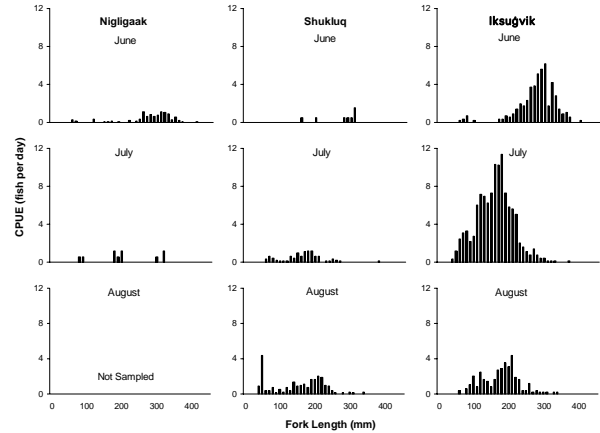 12
8
4
0
Nigligaak
June
12
8
4
0
Shukluq
June
12
8
4
0
Iksuġvik
June
CPUE (fish per day)
12
8
4
0
July
12
8
4
0
July
12
8
4
0
July
12
8
4
0
August
Not Sampled
12
8
4
0
August
12
8
4
0
August
0 100 200 300 400
0 100 200 300 400
0 100 200 300 400
Fork Length (mm)